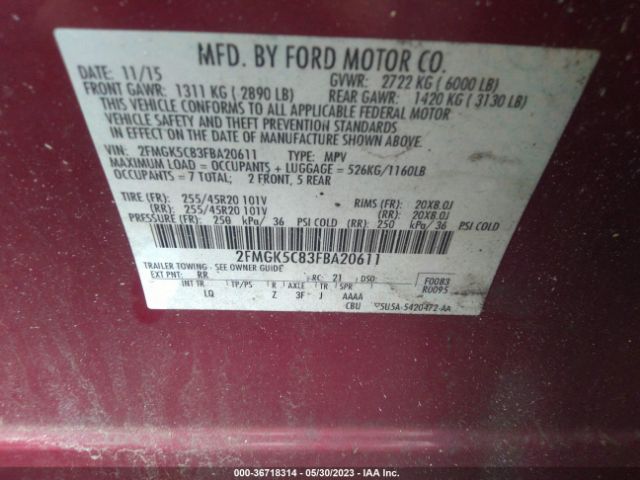 MFD. BY FORD MOTOR CO.
DATE: 11/15 GVWR: 2722 KG ( 6000 LB)
FRONT GAWR: 1311 KG ( 2890 LB) REAR GAWR: 1420 KG ( 3130 LB)
THIS VEHICLE CONFORMS TO ALL APPLICABLE FEDERAL MOTOR
VEHICLE SAFETY AND THEFT PREVENTION STANDARDS
IN EFFECT ON THE DATE OF MANUFACTURE SHOWN ABOVE.
VIN: 2FMGK5C83FBA20611 TYPE: MPV
MAXIMUM LOAD = OCCUPANTS + LUGGAGE = 526KG/1160LB
OCCUPANTS = 7 TOTAL; 2 FRONT, 5 REAR
TIRE (FR): 255/45R20 101V RIMS (FR): 20X8.0J
(RR): 255/45R20 101V (RR): 20X8.0J
PRESSURE (FR): 250 kPa/ 36 PSI COLD (RR): 250 kPa/ 36 PSI COLD
2FMGK5C83FBA20611
TRAILER TOWING - SEE OWNER GUIDE
EXT PNT: RR RC: 21 DSO: F0083
R0095
INT TR TP/PS R AXLE TR SPR
LQ Z 3F J AAAA
CBU 5U5A-5420472-AA
000-36718314 - 05/30/2023 - IAA Inc.